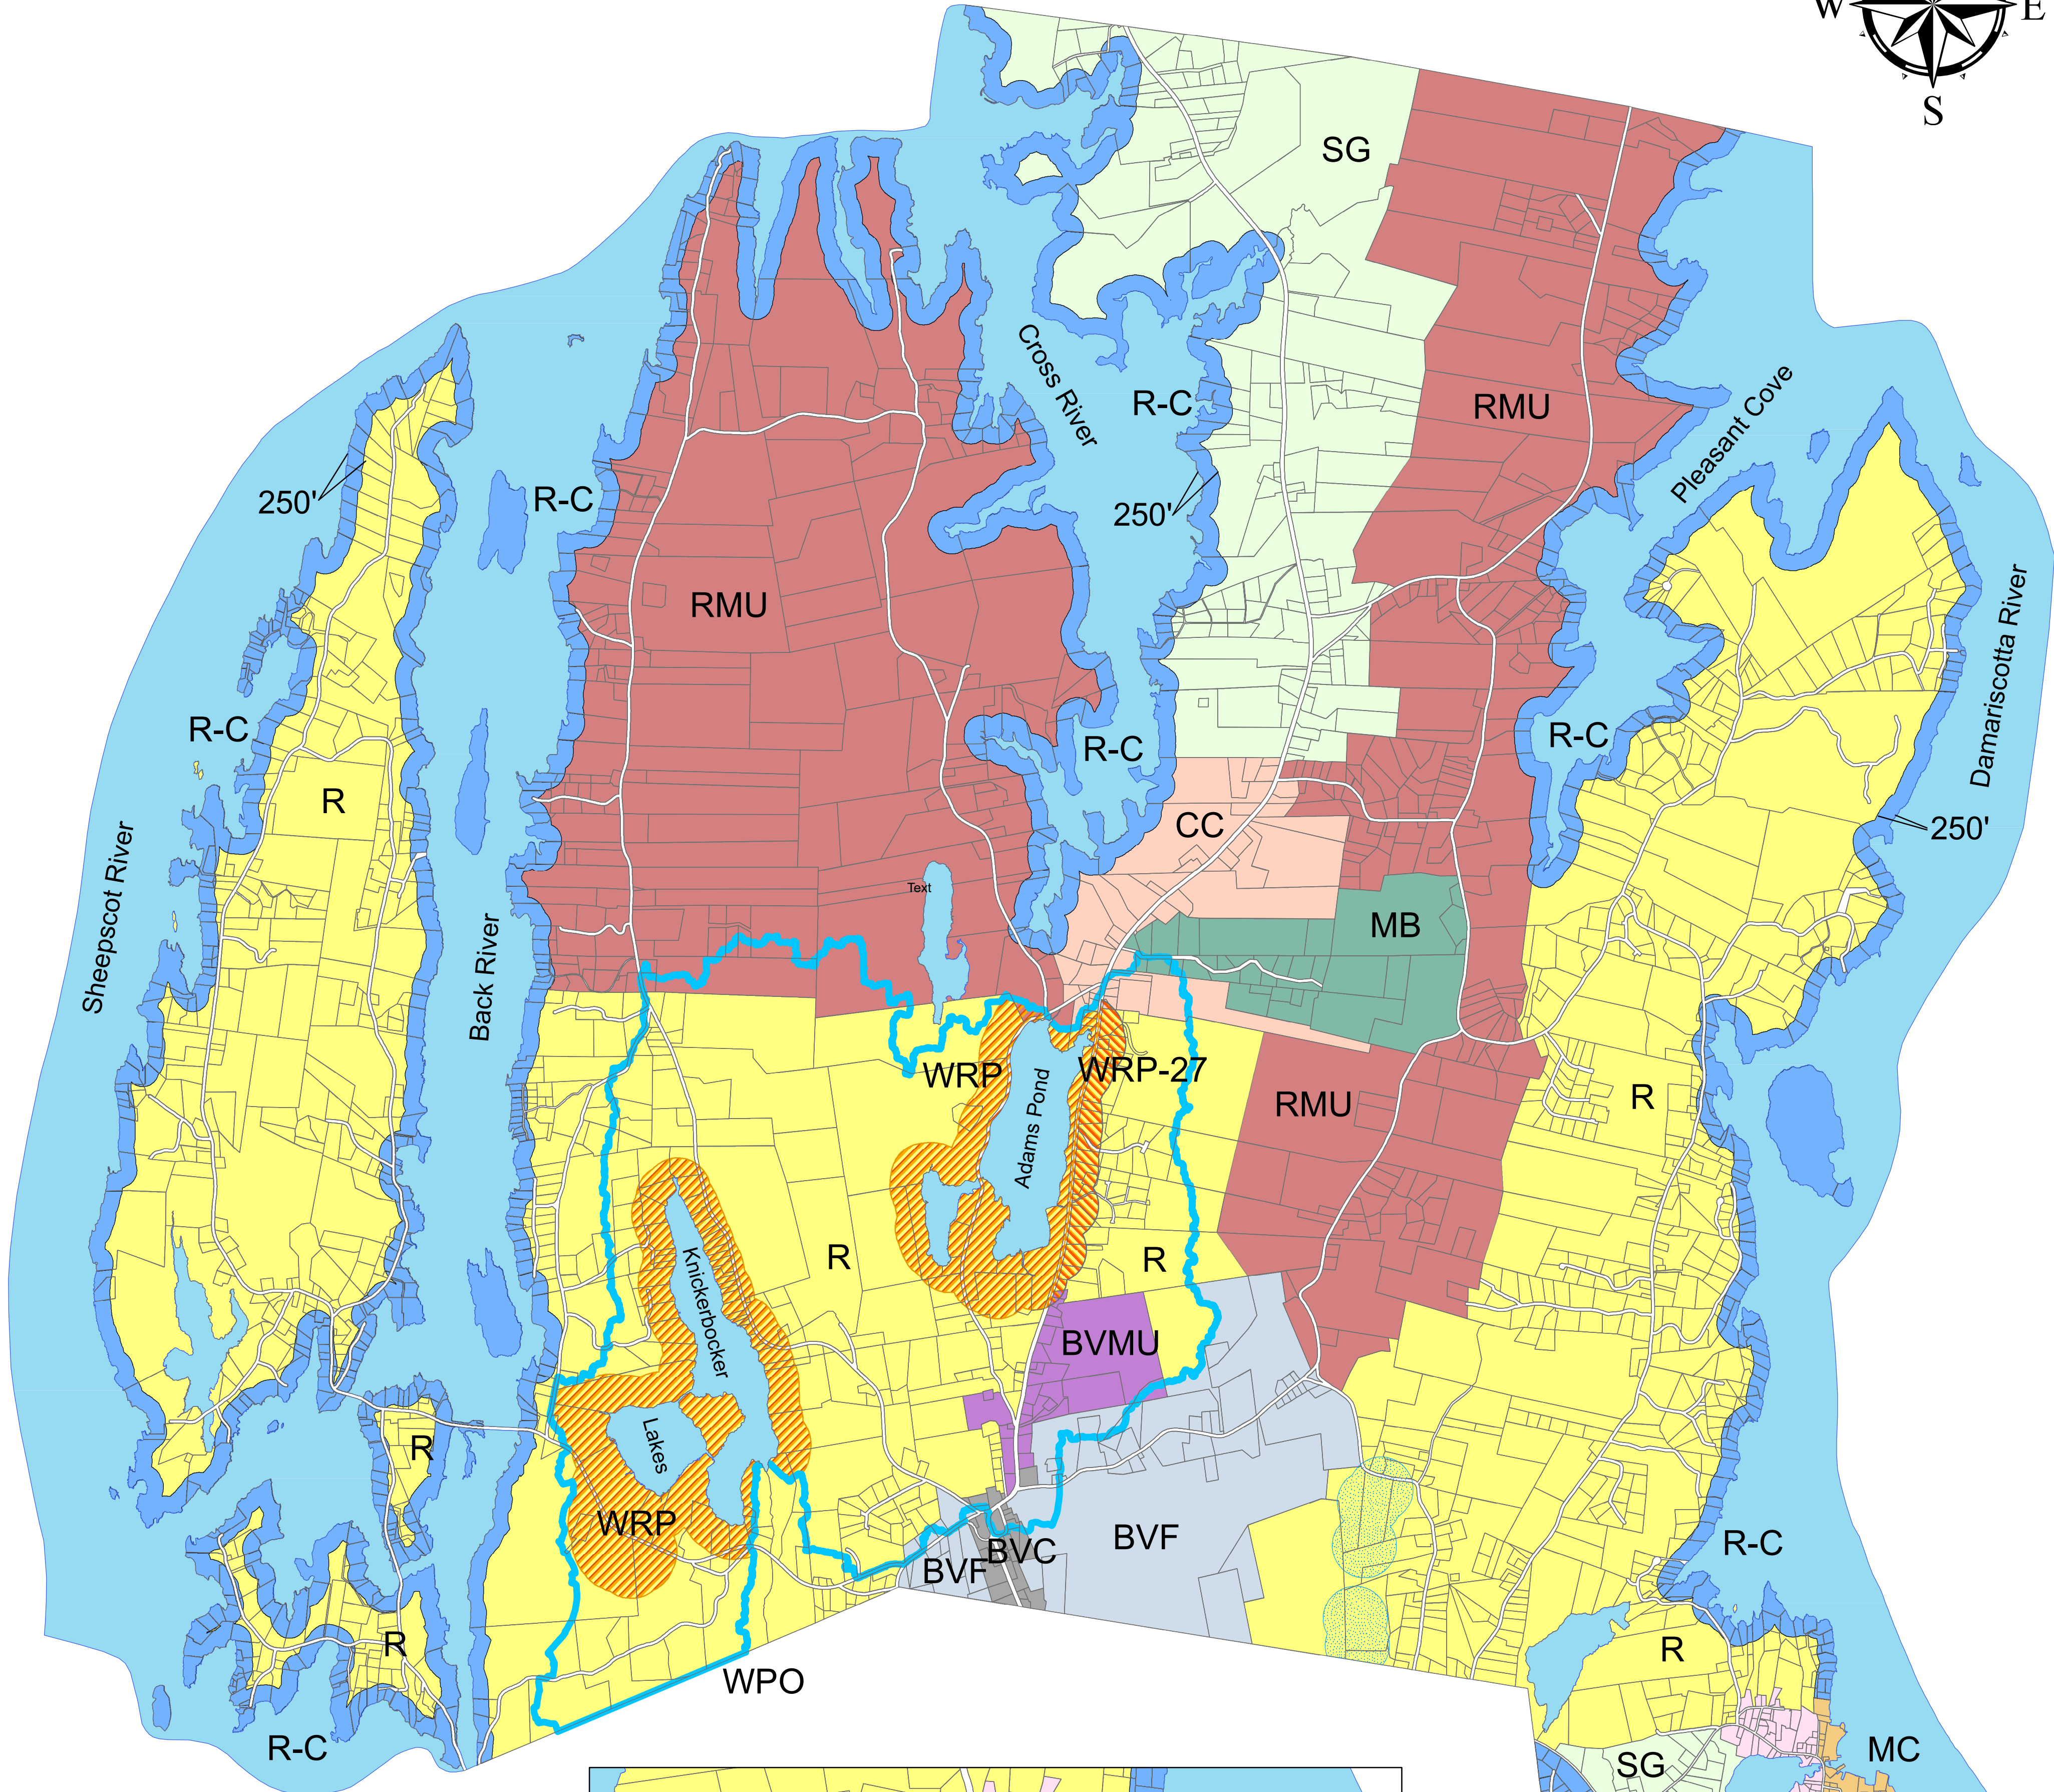 W E
S
SG
Cross River
R-C
RMU
Pleasant Cove
250'
R-C
250'
Damariscotta River
RMU
R-C
R-C
R-C
R
CC
250'
Sheepscot River
Text
MB
Back River
WRP
WRP-27
Adams Pond
RMU
R
R
R
Knickerbocker
BVMU
Lakes
R
WRP
BVC
BVF
BVF
R-C
R
R
WPO
R-C
SG
MC